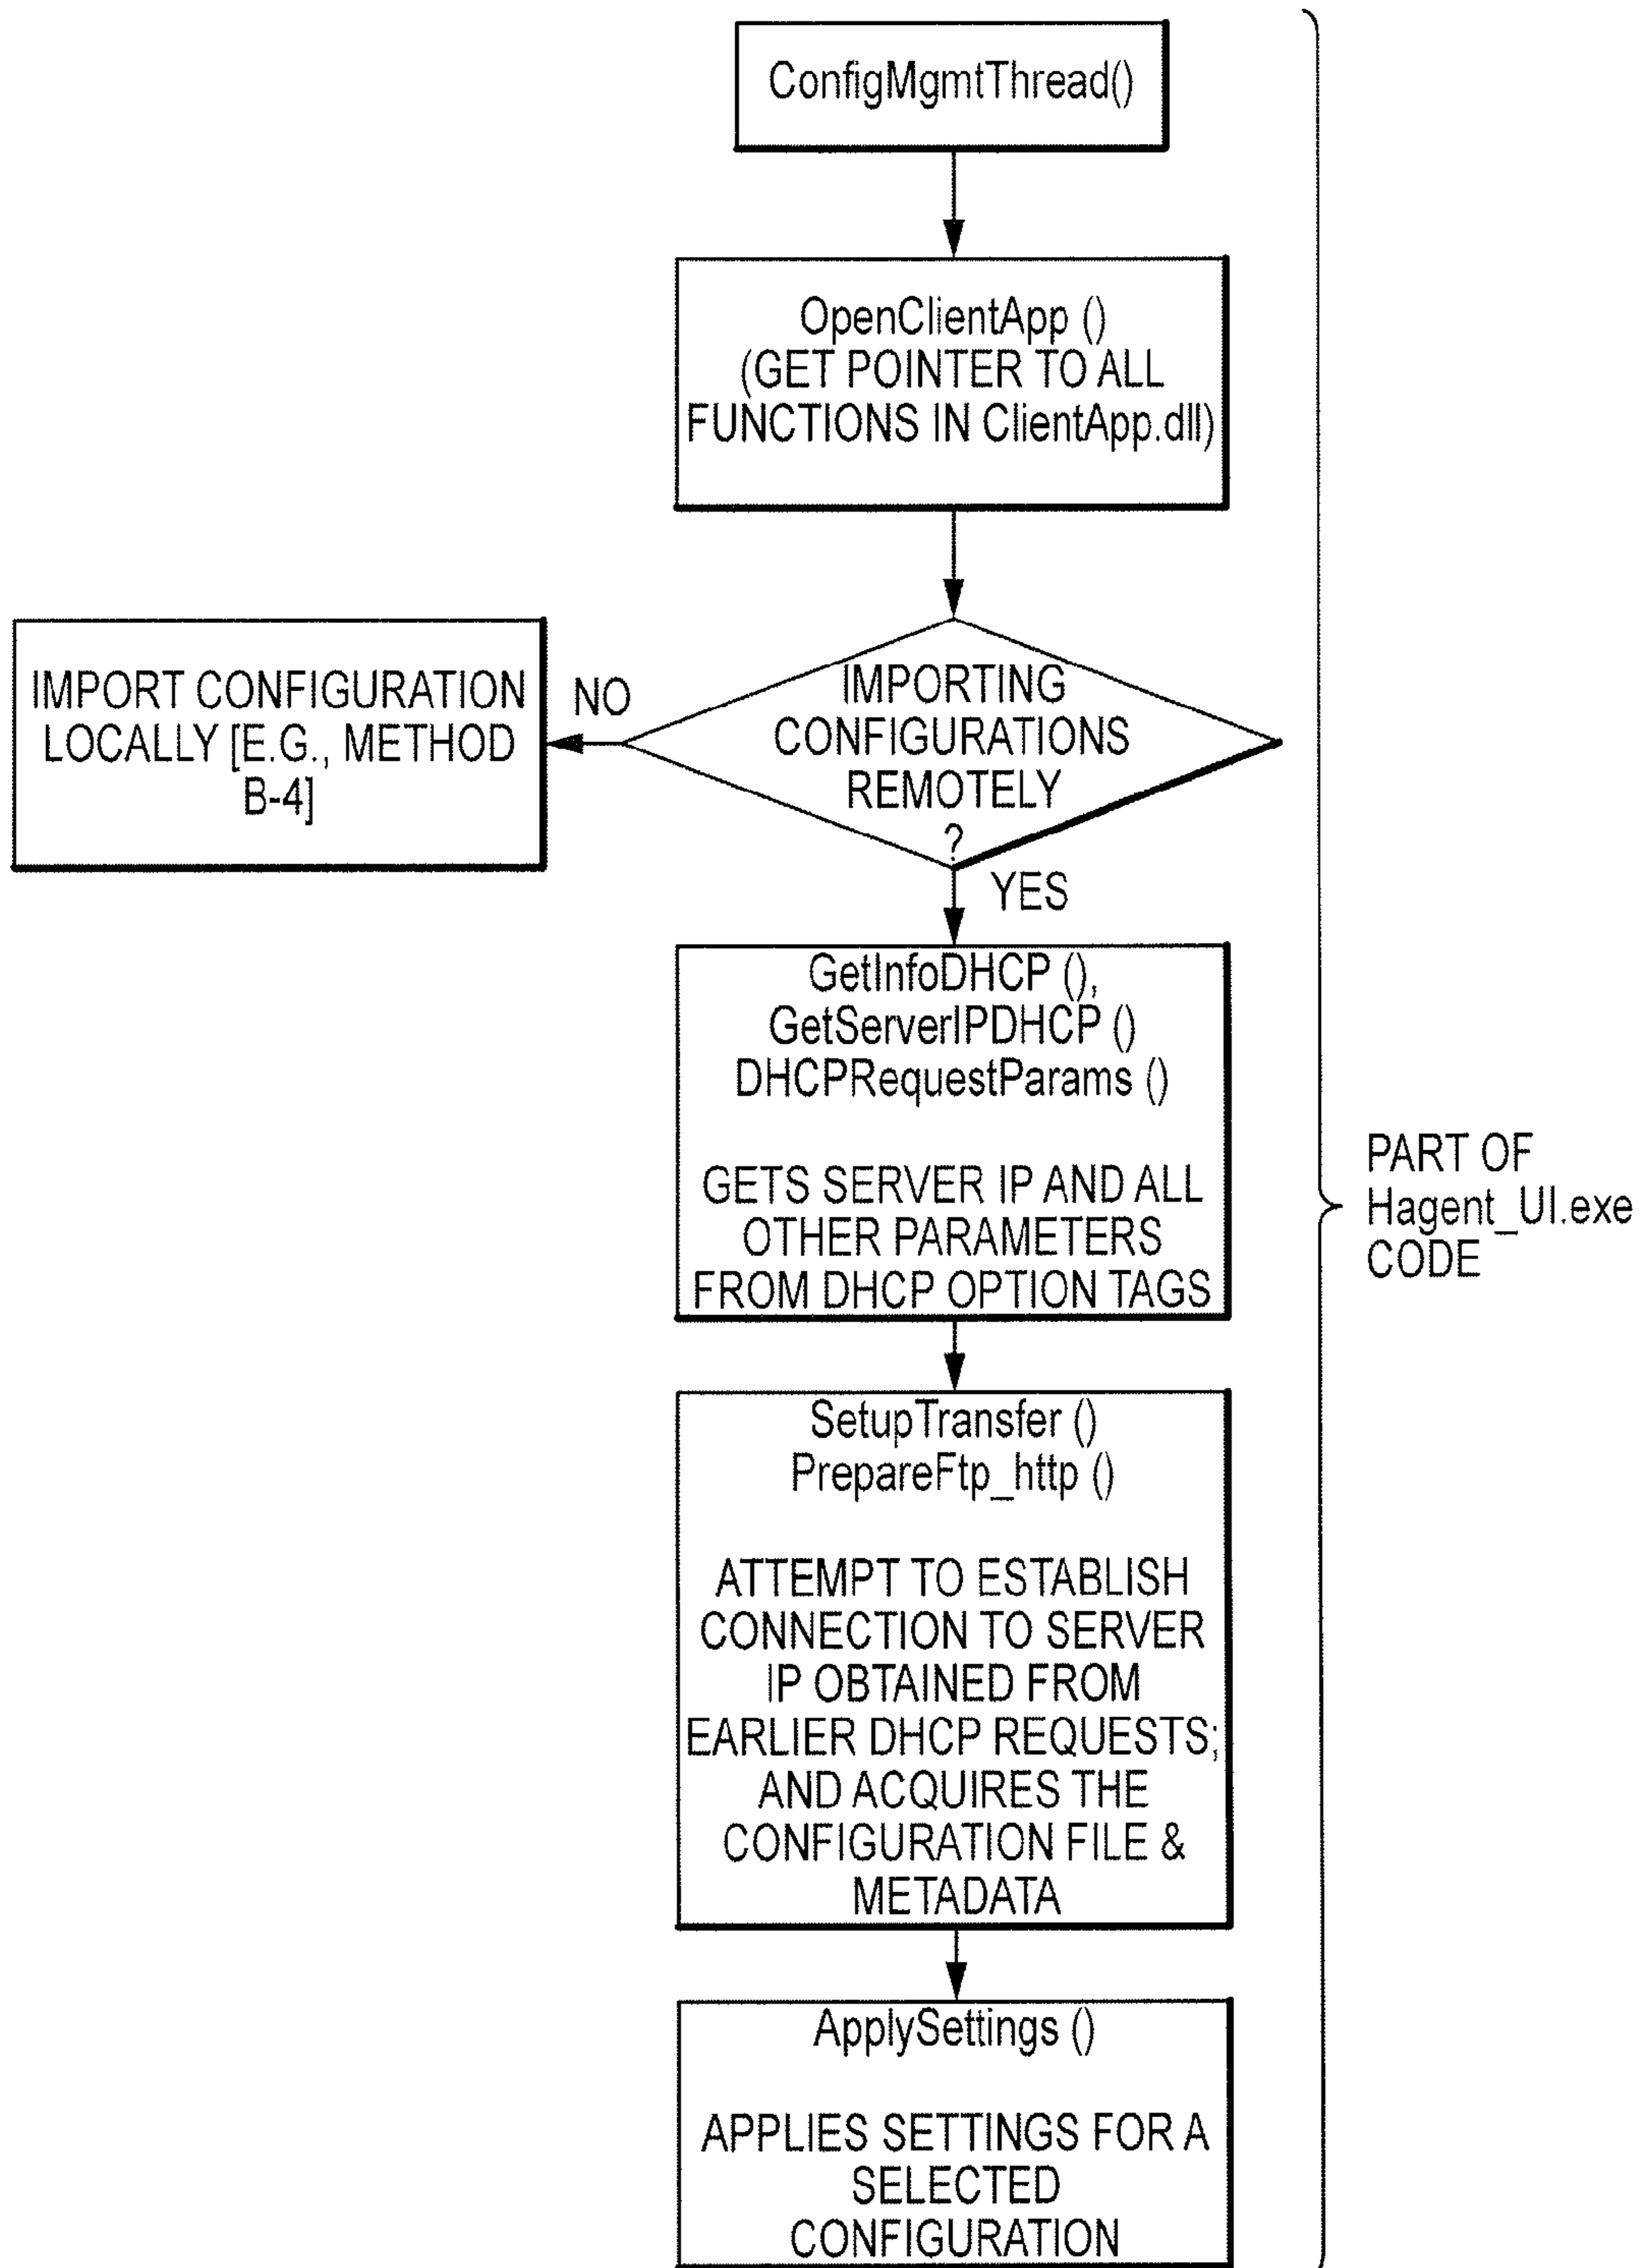 ConfigMgmtThread()
OpenClientApp ()
(GET POINTER TO ALL
FUNCTIONS IN ClientApp.dll)
IMPORTING
CONFIGURATIONS
REMOTELY
?
NO
IMPORT CONFIGURATION
LOCALLY [E.G., METHOD
B-4]
YES
GetInfoDHCP (),
GetServerIPDHCP ()
DHCPRequestParams ()
GETS SERVER IP AND ALL
OTHER PARAMETERS
FROM DHCP OPTION TAGS
SetupTransfer ()
PrepareFtp_http ()
ATTEMPT TO ESTABLISH
CONNECTION TO SERVER
IP OBTAINED FROM
EARLIER DHCP REQUESTS;
AND ACQUIRES THE
CONFIGURATION FILE &
METADATA
ApplySettings ()
APPLIES SETTINGS FOR A
SELECTED
CONFIGURATION
PART OF
Hagent_UI.exe
CODE